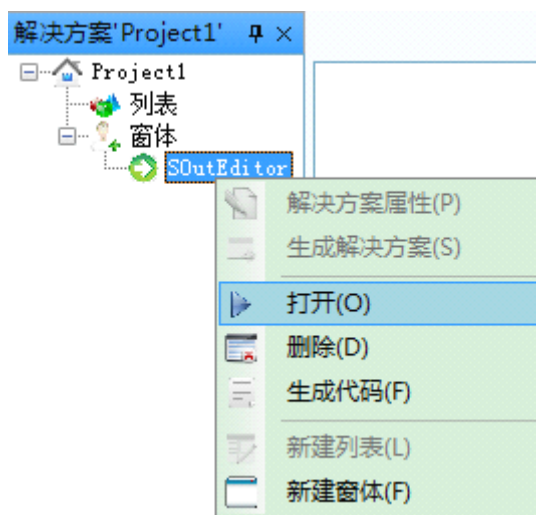 解决方案'Project1'
Project1
列表
窗体
SOutEditor
解决方案属性(P)
生成解决方案(S)
打开(O)
删除(D)
生成代码(F)
新建列表(L)
新建窗体(F)